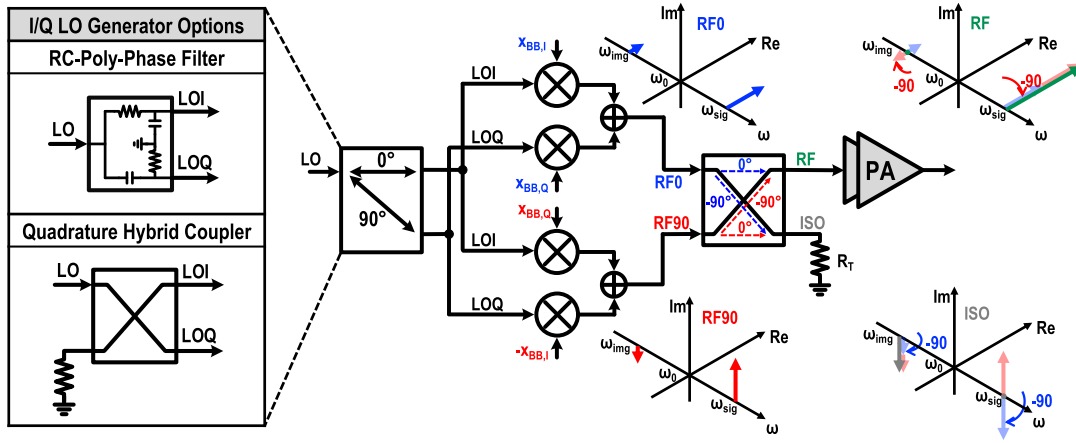 I/Q LO Generator Options
RC-Poly-Phase Filter
LO
LOI
LOQ
Quadrature Hybrid Coupler
LO
LOI
LOQ
LO
0°
90°
xBB,I
LOI
LOQ
xBB,Q
xBB,Q
LOI
LOQ
-xBB,I
Im
RF0
Re
ωimg
ω0
ωsig
ω
RF0
RF90
0°
-90°
-90°
0°
RF
ISO
RT
PA
Im
RF
Re
ωimg
-90
ω0
-90
ωsig
ω
Im
RF90
Re
ωimg
ω0
ωsig
ω
Im
ISO
Re
ωimg
-90
ω0
ωsig
-90
ω